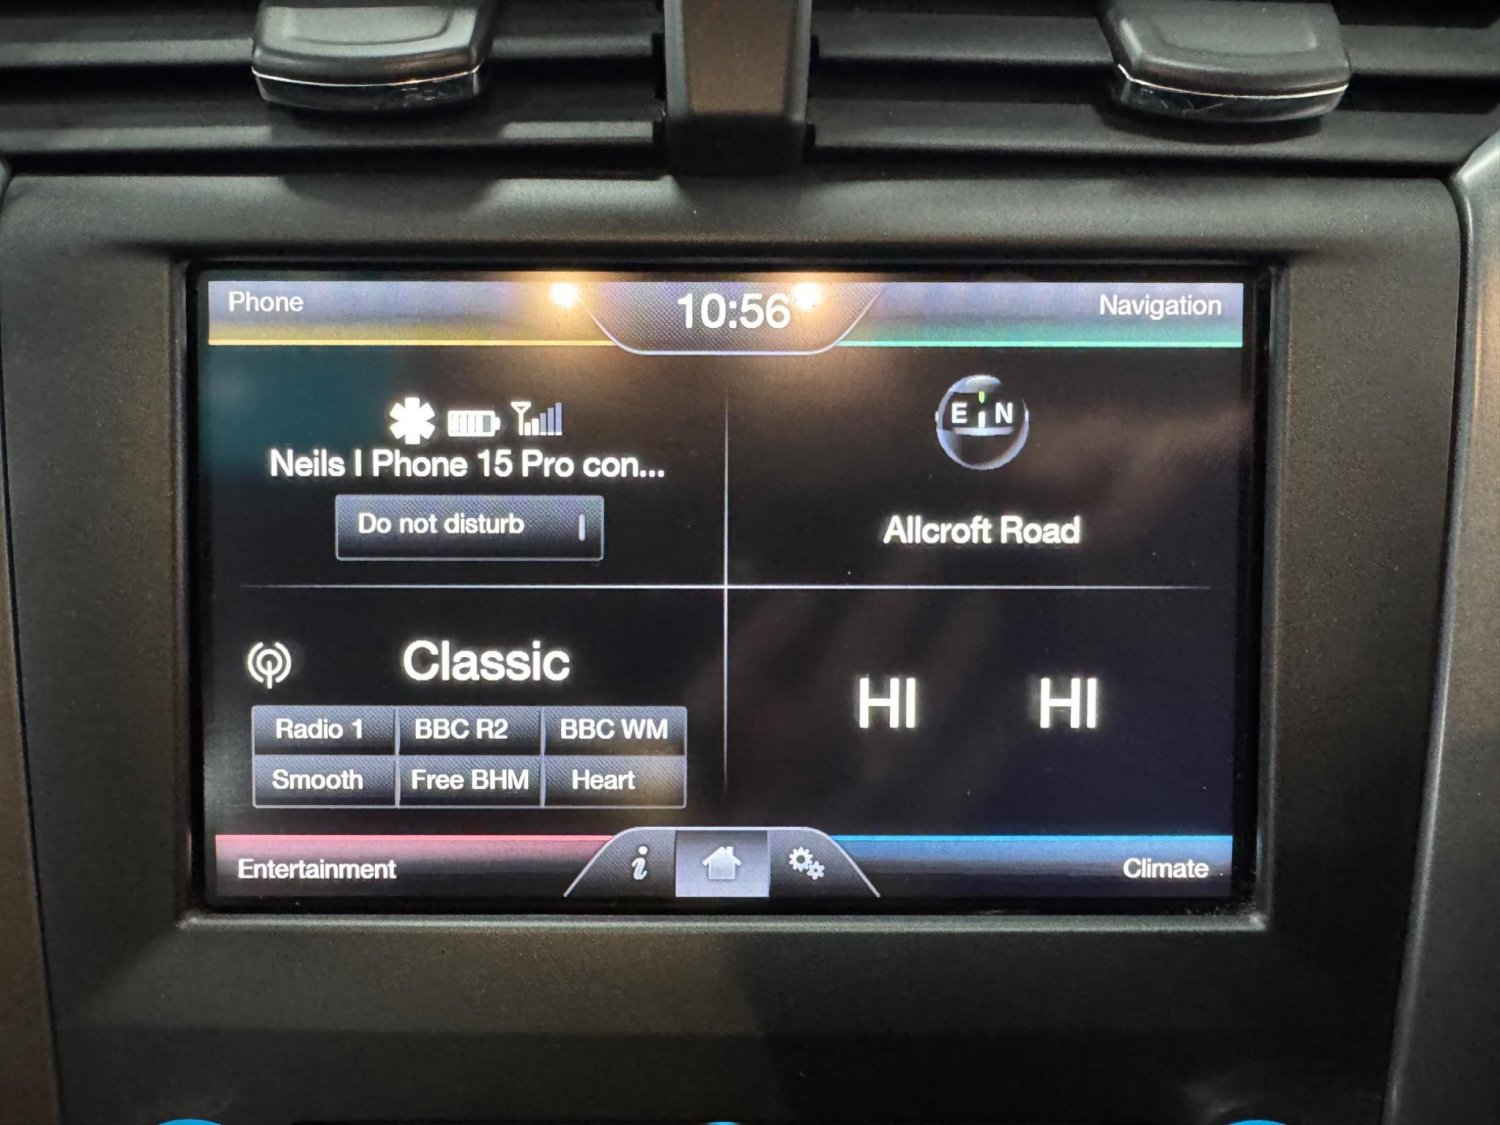 Phone
10:56
Navigation
E N
Neils I Phone 15 Pro con...
Do not disturb
Allcroft Road
Classic
Radio 1
BBC R2
BBC WM
Smooth
Free BHM
Heart
HI
HI
Entertainment
i
Climate